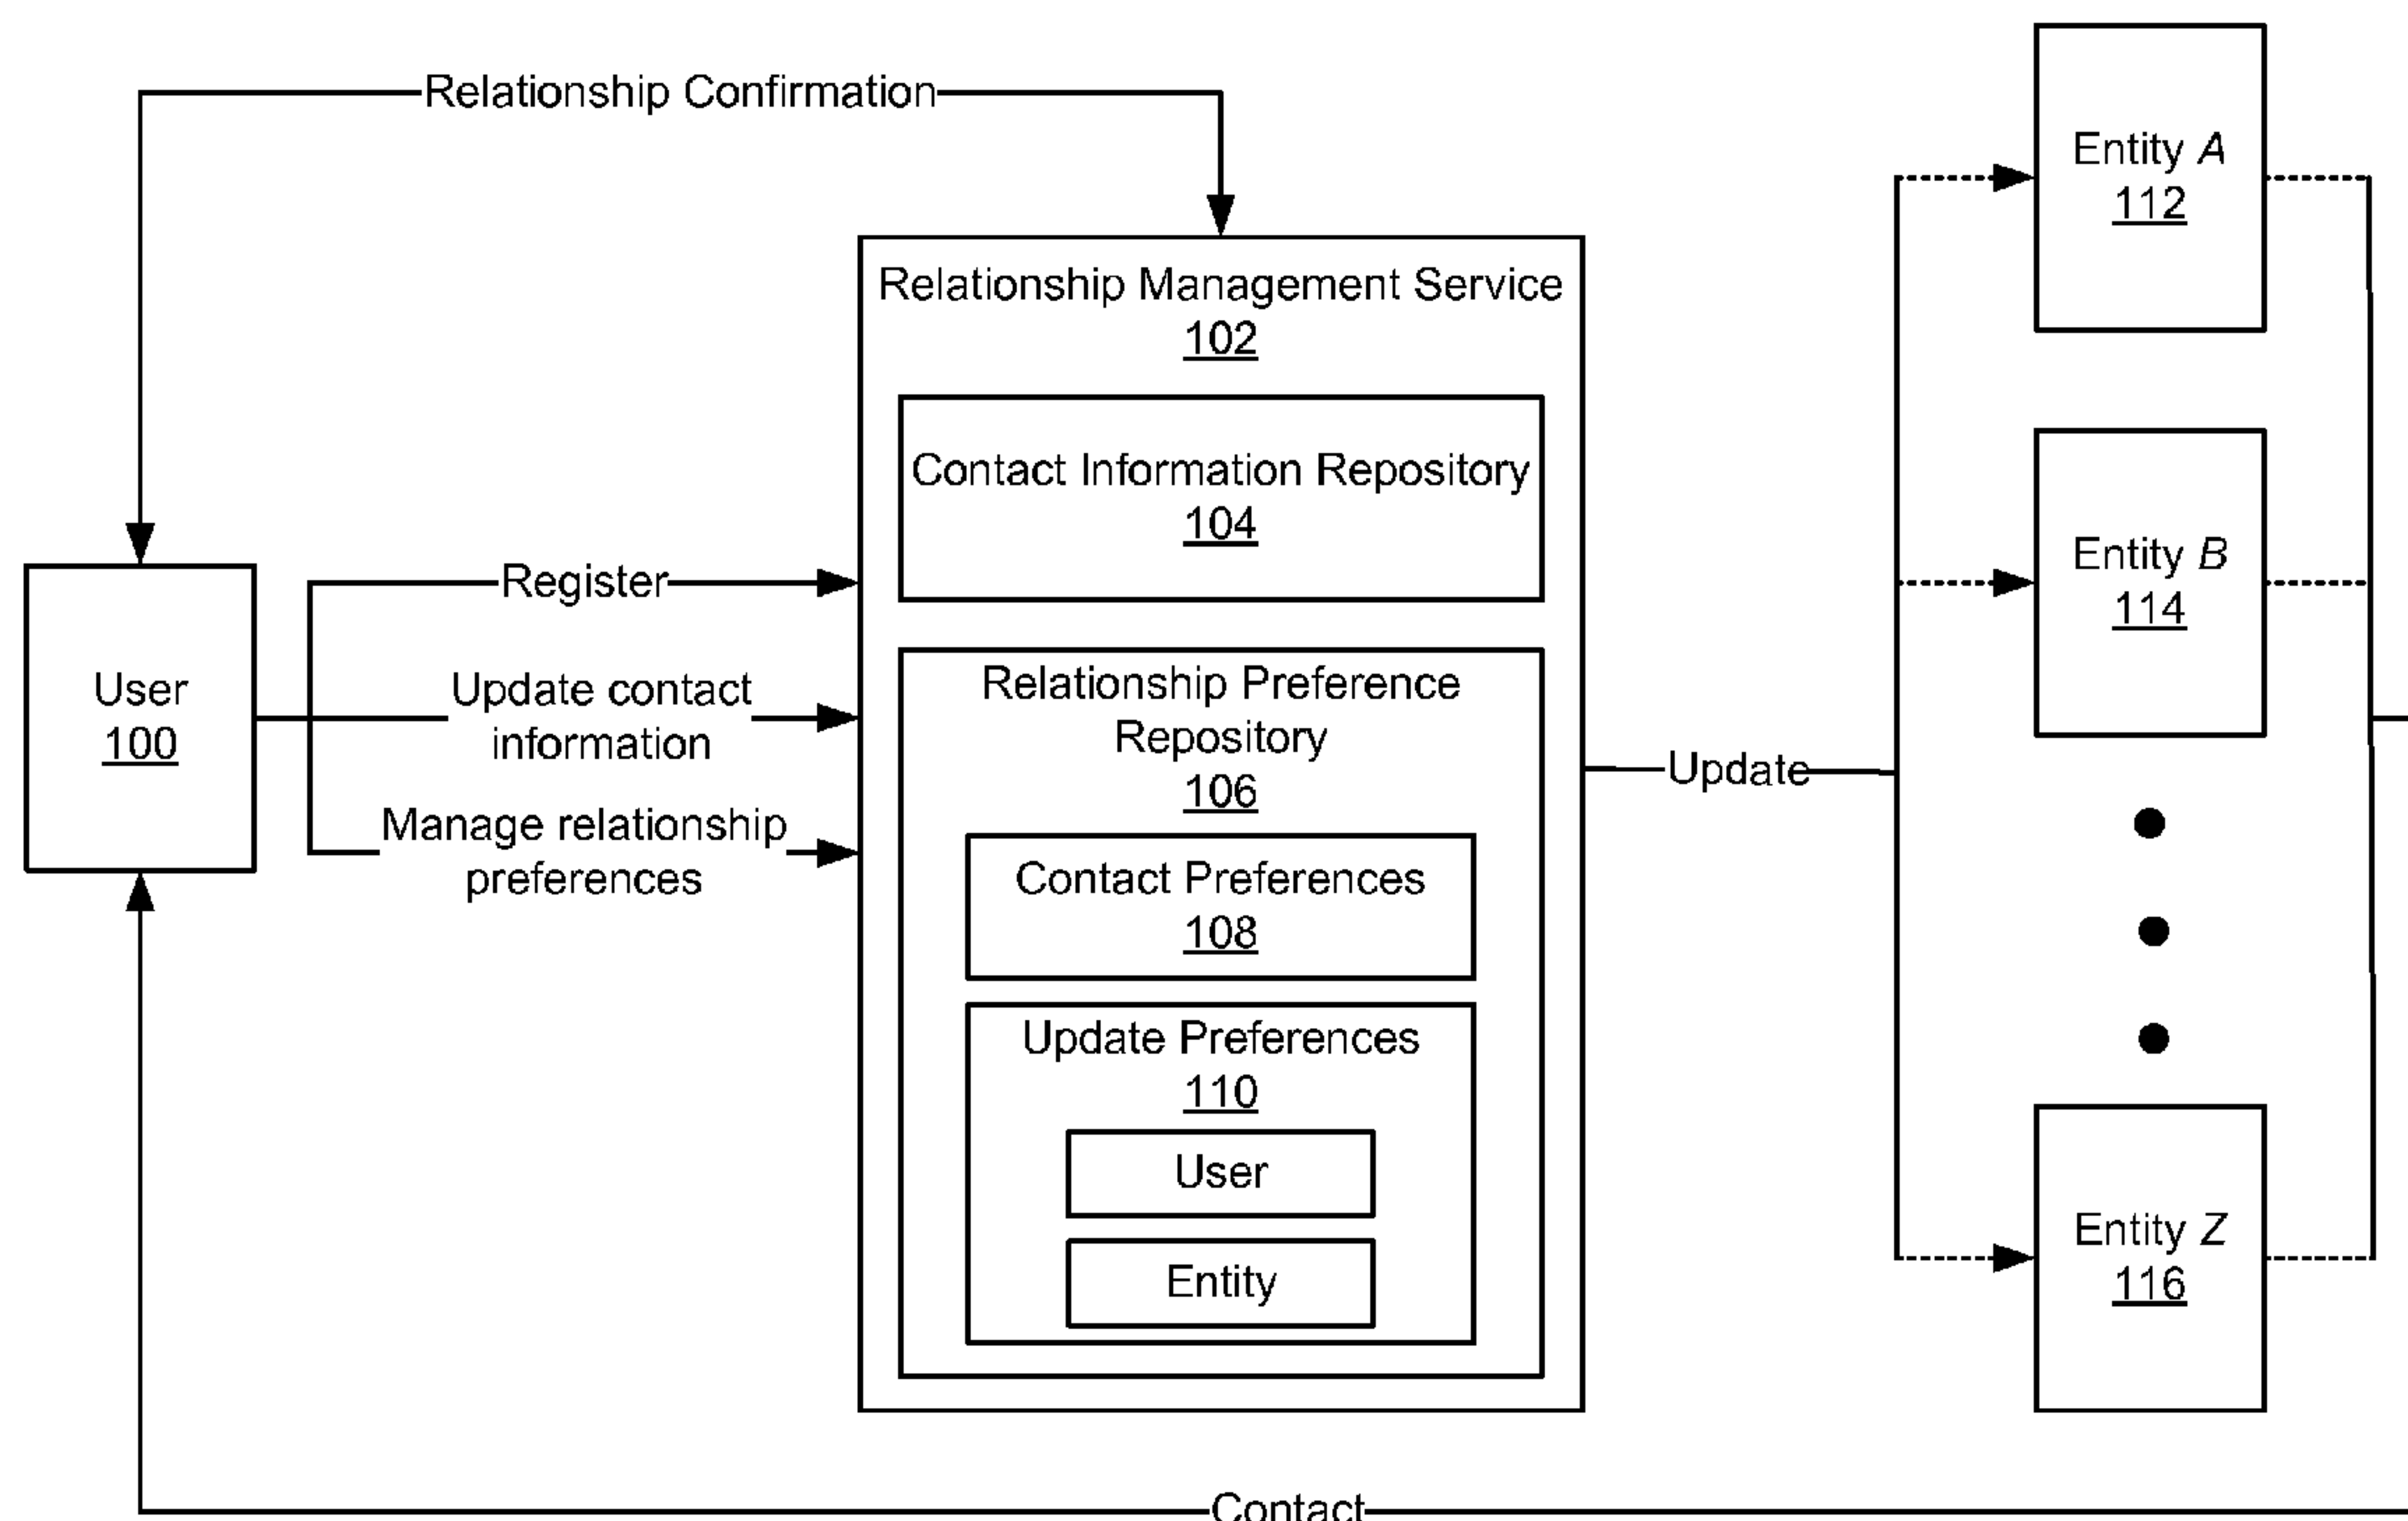 Relationship Confirmation
User
100
Register
Update contact
information
Manage relationship
preferences
Relationship Management Service
102
Contact Information Repository
104
Relationship Preference
Repository
106
Contact Preferences
108
Update Preferences
110
User
Entity
Update
Entity A
112
Entity B
114
Entity Z
116
Contact